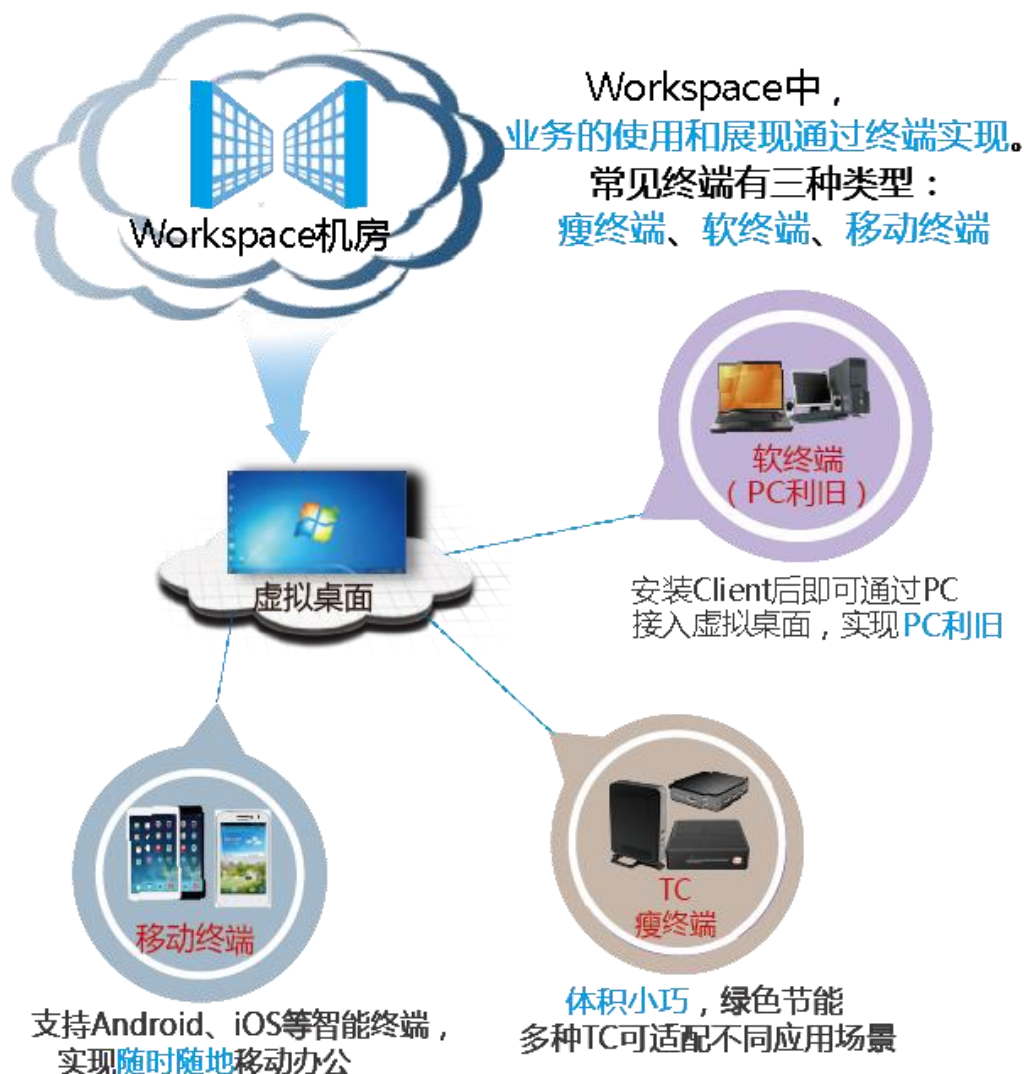 Workspace中，
业务的使用和展现通过终端实现。
常见终端有三种类型：
瘦终端、软终端、移动终端
Workspace机房
软终端
（PC利旧）
虚拟桌面
安装Client后即可通过PC
接入虚拟桌面，实现PC利旧
移动终端
支持Android、iOS等智能终端，
实现随时随地移动办公
TC
瘦终端
体积小巧，绿色节能
多种TC可适配不同应用场景